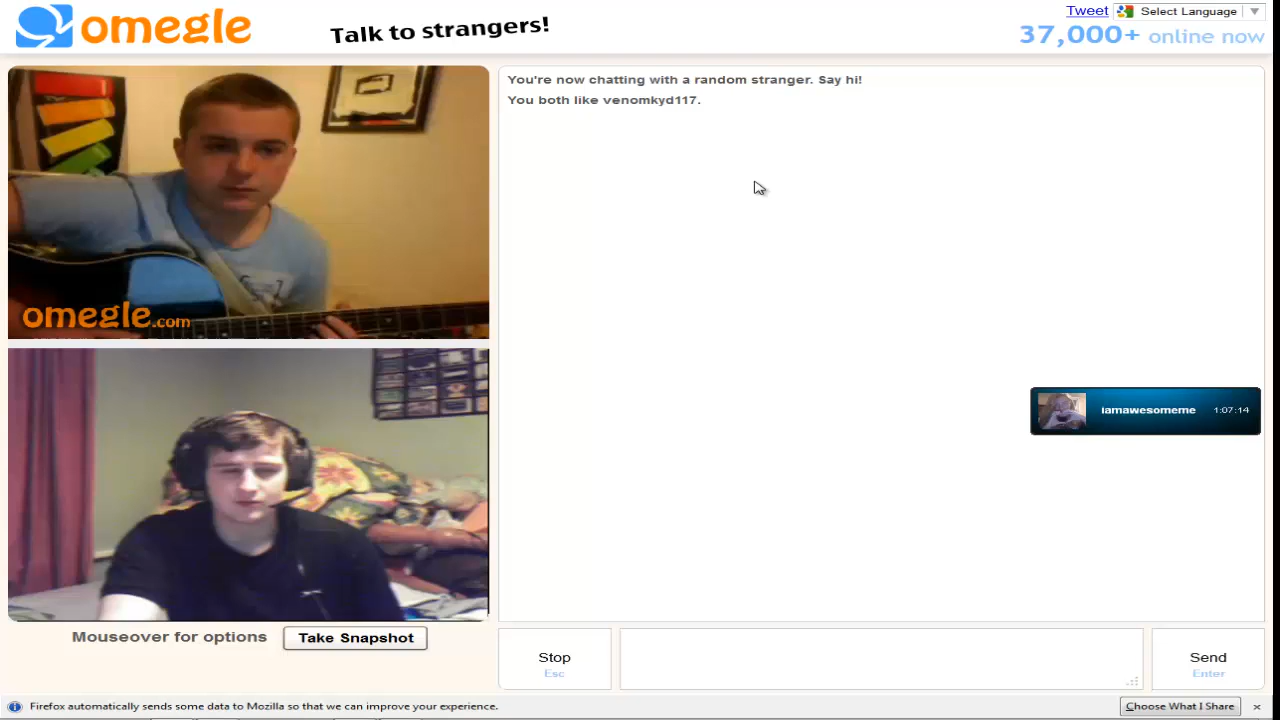 omegle
Talk to strangers!
Tweet
Select Language
37,000+ online now
You're now chatting with a random stranger. Say hi!
You both like venomkyd117.
omegle.com
iamawesomeme 1:07:14
Mouseover for options
Take Snapshot
Stop
Esc
Send
Enter
Firefox automatically sends some data to Mozilla so that we can improve your experience.
Choose What I Share